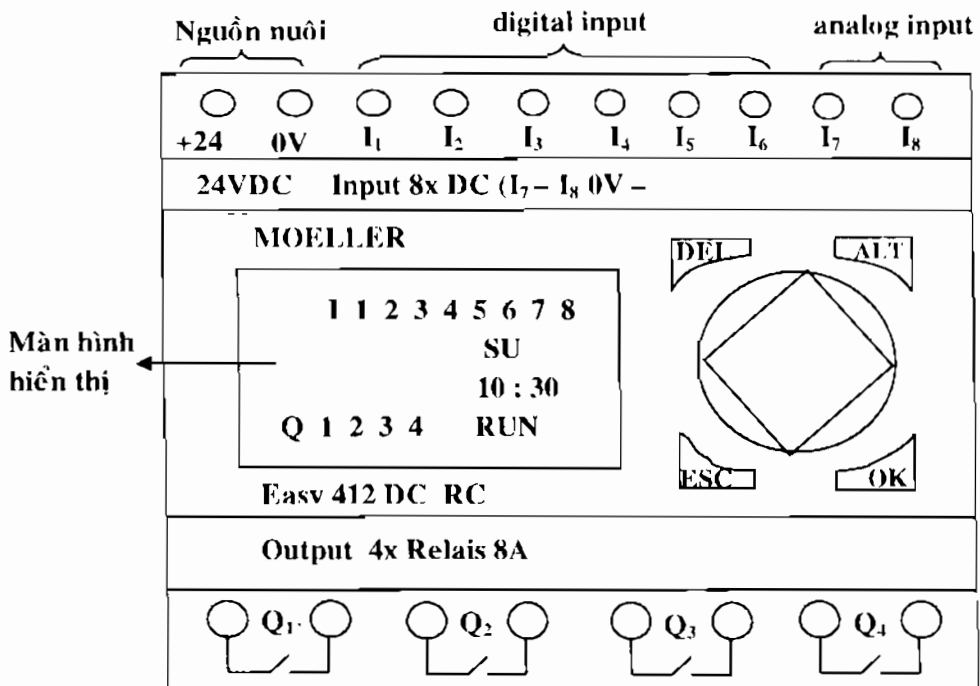 Nguồn nuôi digital input analog input
+24 0V I₁ I₂ I₃ I₄ I₅ I₆ I₇ I₈
24VDC Input 8x DC (I₇ – I₈ 0V –
MOELLER
DEL ALT
I 1 2 3 4 5 6 7 8
SU
Màn hình
hiển thị
10 : 30
Q 1 2 3 4 RUN
ESC OK
Easy 412 DC RC
Output 4x Relais 8A
Q₁ Q₂ Q₃ Q₄